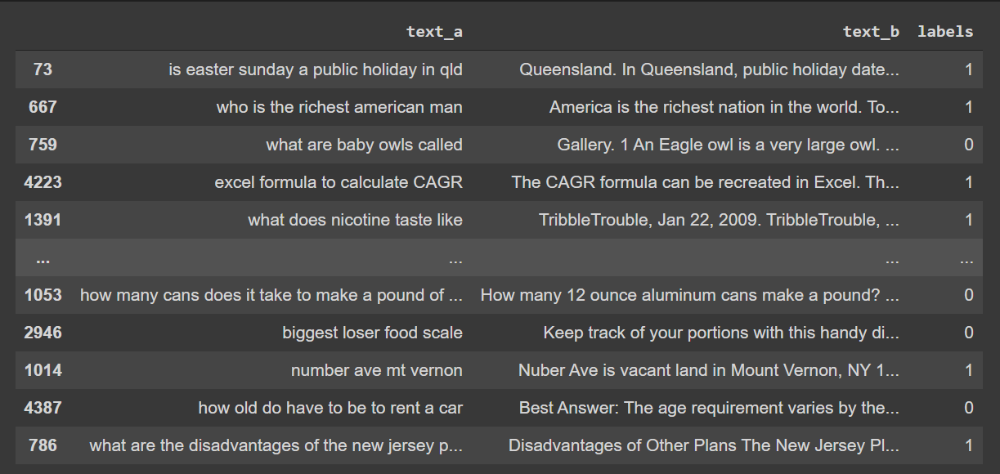 text_a text_b labels
73 is easter sunday a public holiday in qld Queensland. In Queensland, public holiday date... 1
667 who is the richest american man America is the richest nation in the world. To... 1
759 what are baby owls called Gallery. 1 An Eagle owl is a very large owl. ... 0
4223 excel formula to calculate CAGR The CAGR formula can be recreated in Excel. Th... 1
1391 what does nicotine taste like TribbleTrouble, Jan 22, 2009. TribbleTrouble, ... 1
... ... ... ...
1053 how many cans does it take to make a pound of ... How many 12 ounce aluminum cans make a pound? ... 0
2946 biggest loser food scale Keep track of your portions with this handy di... 0
1014 number ave mt vernon Nuber Ave is vacant land in Mount Vernon, NY 1... 1
4387 how old do have to be to rent a car Best Answer: The age requirement varies by the... 0
786 what are the disadvantages of the new jersey p... Disadvantages of Other Plans The New Jersey Pl... 1